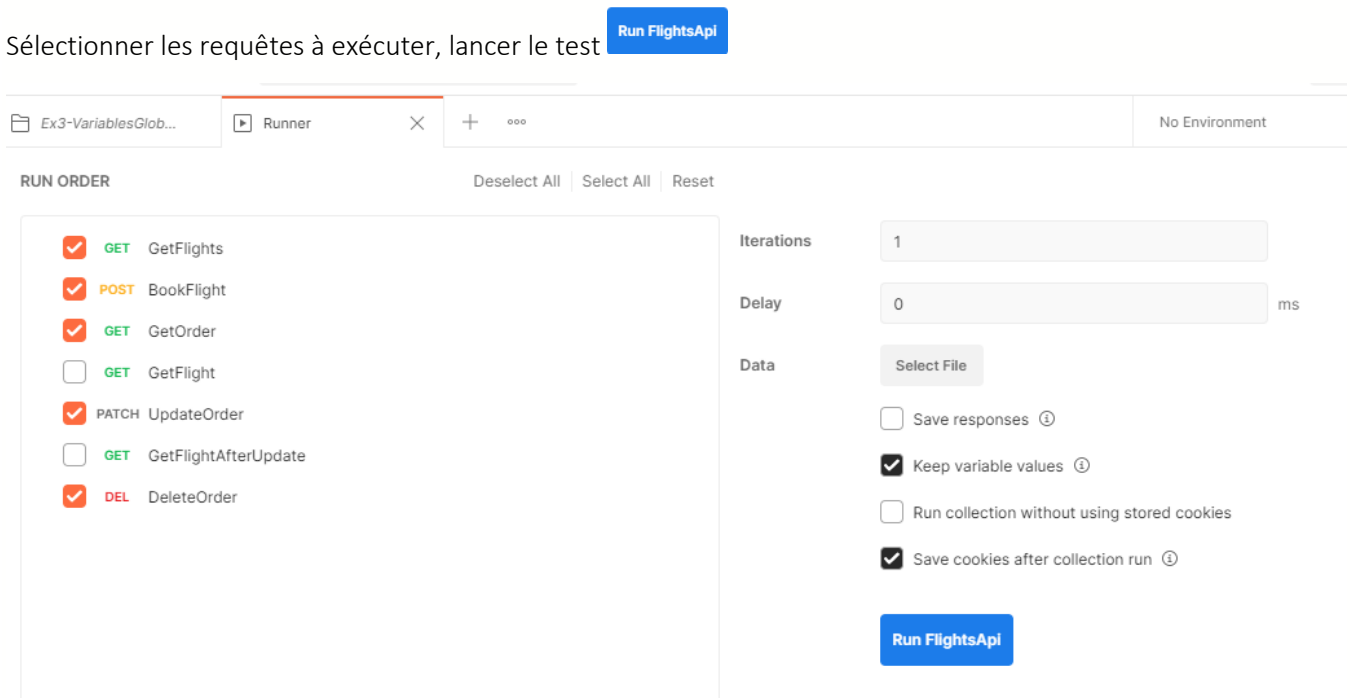 Sélectionner les requêtes à exécuter, lancer le test Run FlightsApi
Ex3-VariablesGlob... Runner No Environment
RUN ORDER Deselect All Select All Reset
GET GetFlights
POST BookFlight
GET GetOrder
GET GetFlight
PATCH UpdateOrder
GET GetFlightAfterUpdate
DEL DeleteOrder
Iterations 1
Delay 0 ms
Data Select File
Save responses
Keep variable values
Run collection without using stored cookies
Save cookies after collection run
Run FlightsApi